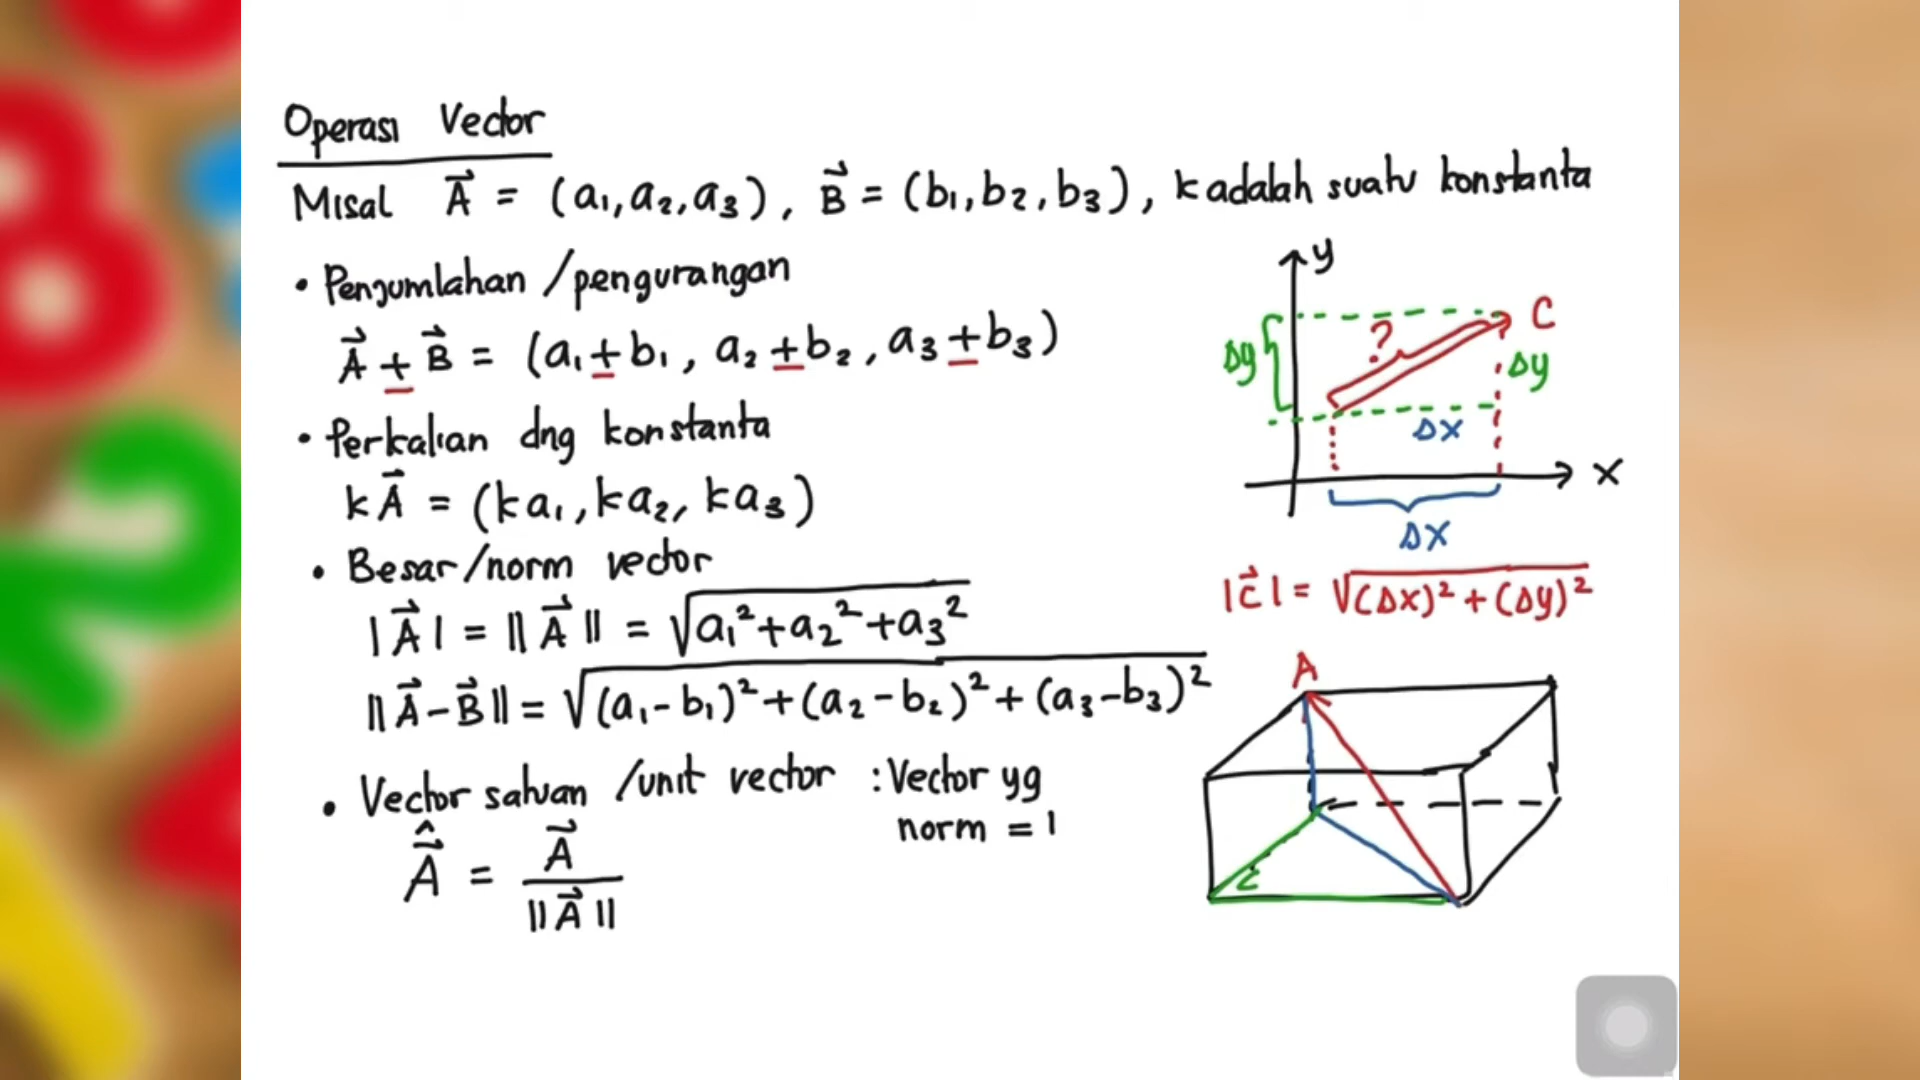 Operasi Vector
Misal A⃗ = (a₁, a₂, a₃), B⃗ = (b₁, b₂, b₃), k adalah suatu konstanta
• Penjumlahan /pengurangan
A⃗ + B⃗ = (a₁ + b₁, a₂ + b₂, a₃ + b₃)
• Perkalian dng konstanta
kA⃗ = (ka₁, ka₂, ka₃)
• Besar/norm vector
|A⃗| = ||A⃗|| = √(a₁² + a₂² + a₃²)
||A⃗ - B⃗|| = √((a₁ - b₁)² + (a₂ - b₂)² + (a₃ - b₃)²)
• Vector satuan /unit vector : Vector yg
norm = 1
Â⃗ = A⃗ / ||A⃗||
y
C
?
Δy
Δy
Δx
x
Δx
|C⃗| = √((Δx)² + (Δy)²)
A